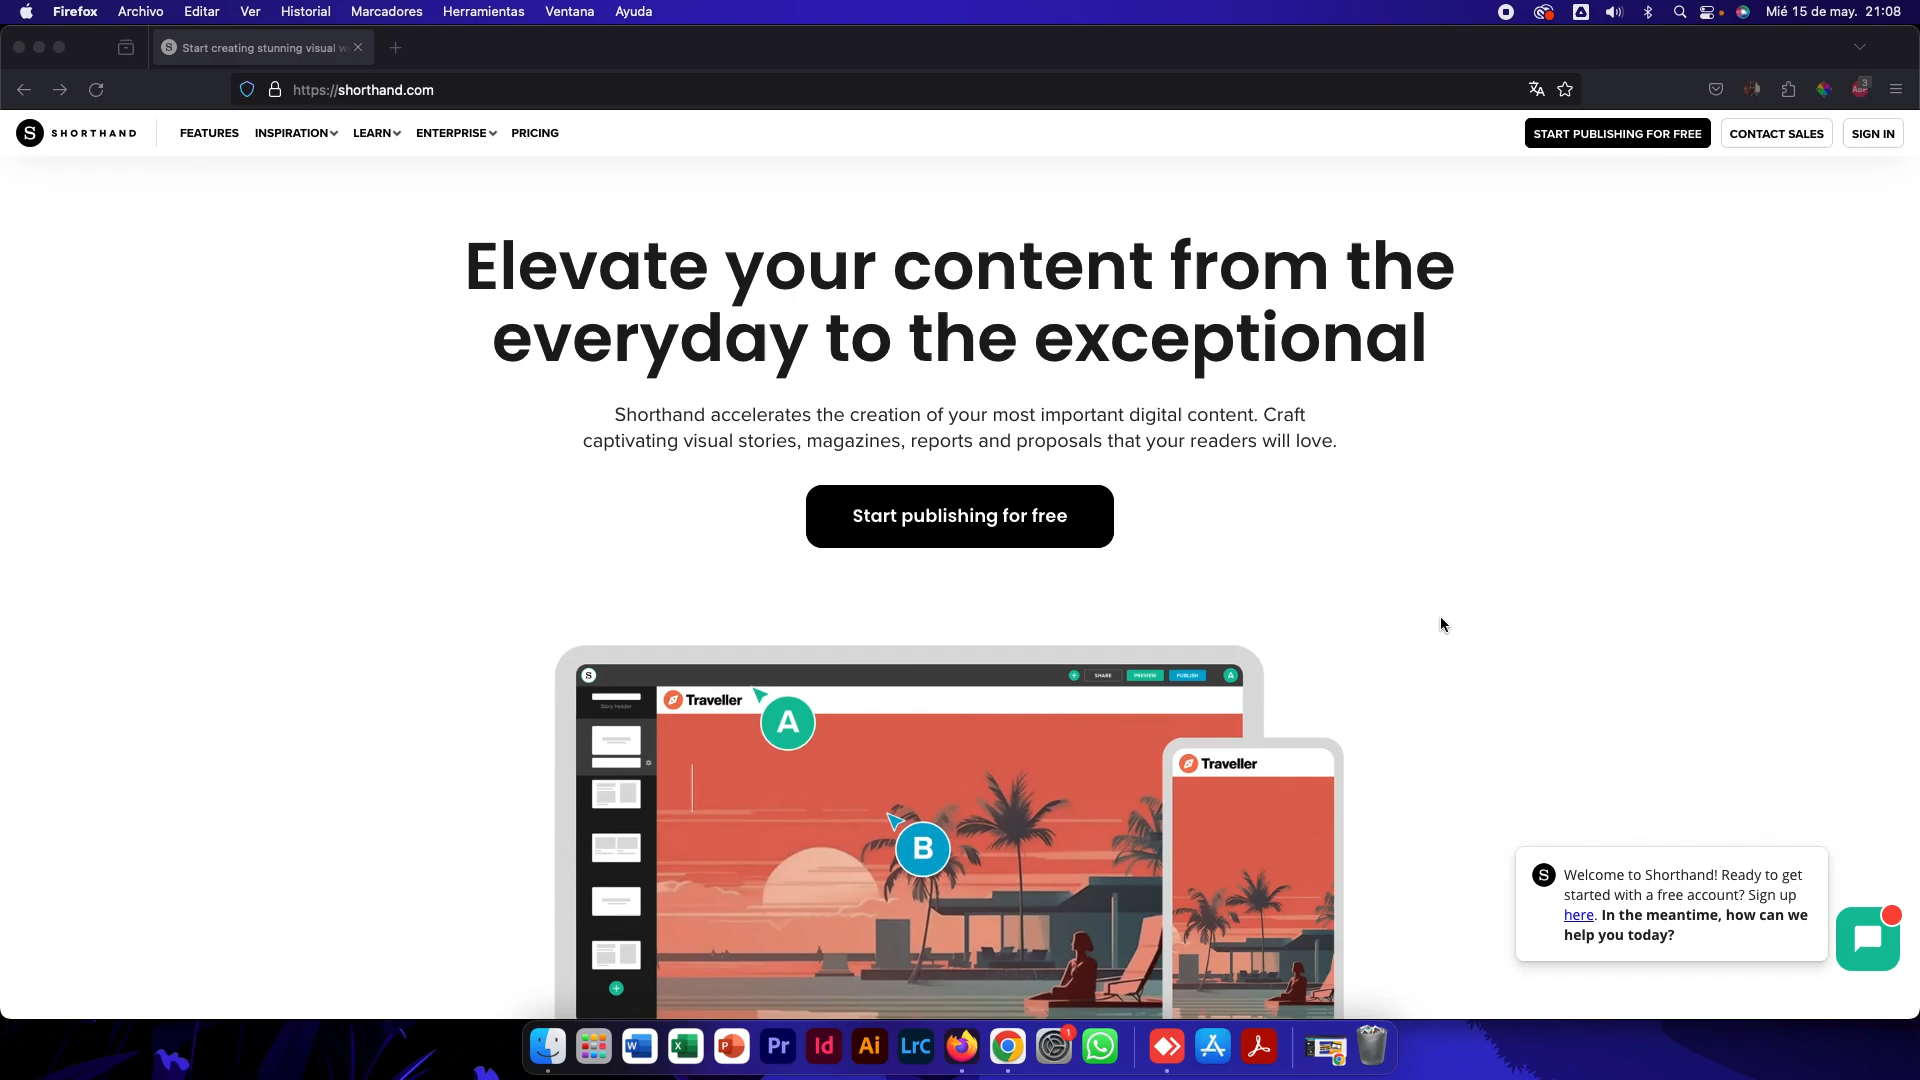 Firefox Archivo Editar Ver Historial Marcadores Herramientas Ventana Ayuda Mié 15 de may. 21:08
Start creating stunning visual w
https://shorthand.com
3
ABP
S SHORTHAND FEATURES INSPIRATION LEARN ENTERPRISE PRICING START PUBLISHING FOR FREE CONTACT SALES SIGN IN
Elevate your content from the
everyday to the exceptional
Shorthand accelerates the creation of your most important digital content. Craft
captivating visual stories, magazines, reports and proposals that your readers will love.
Start publishing for free
S SHARE PREVIEW PUBLISH A
Story header
Traveller
A
Traveller
B
S Welcome to Shorthand! Ready to get
started with a free account? Sign up
here. In the meantime, how can we
help you today?
W X P Pr Id Ai LrC 1